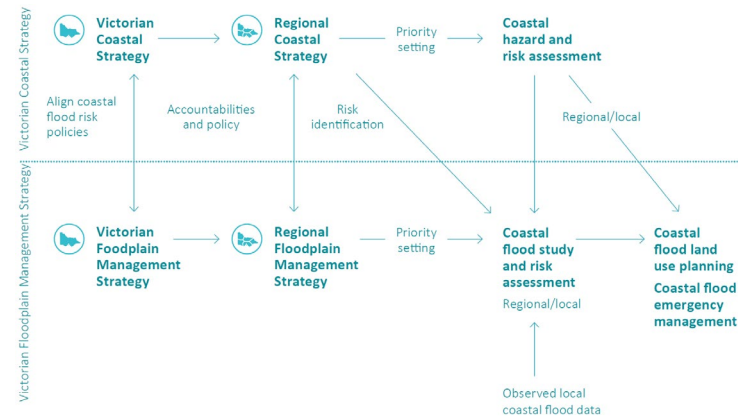 Victorian Coastal Strategy
Victorian
Coastal
Strategy
Regional
Coastal
Strategy
Priority
setting
Coastal
hazard and
risk assessment
Align coastal
flood risk
policies
Accountabilities
and policy
Risk
identification
Regional/local
Victorian Floodplain Management Strategy
Victorian
Foodplain
Management
Strategy
Regional
Floodplain
Management
Strategy
Priority
setting
Coastal
flood study
and risk
assessment
Regional/local
Coastal
flood land
use planning
Coastal flood
emergency
management
Observed local
coastal flood data